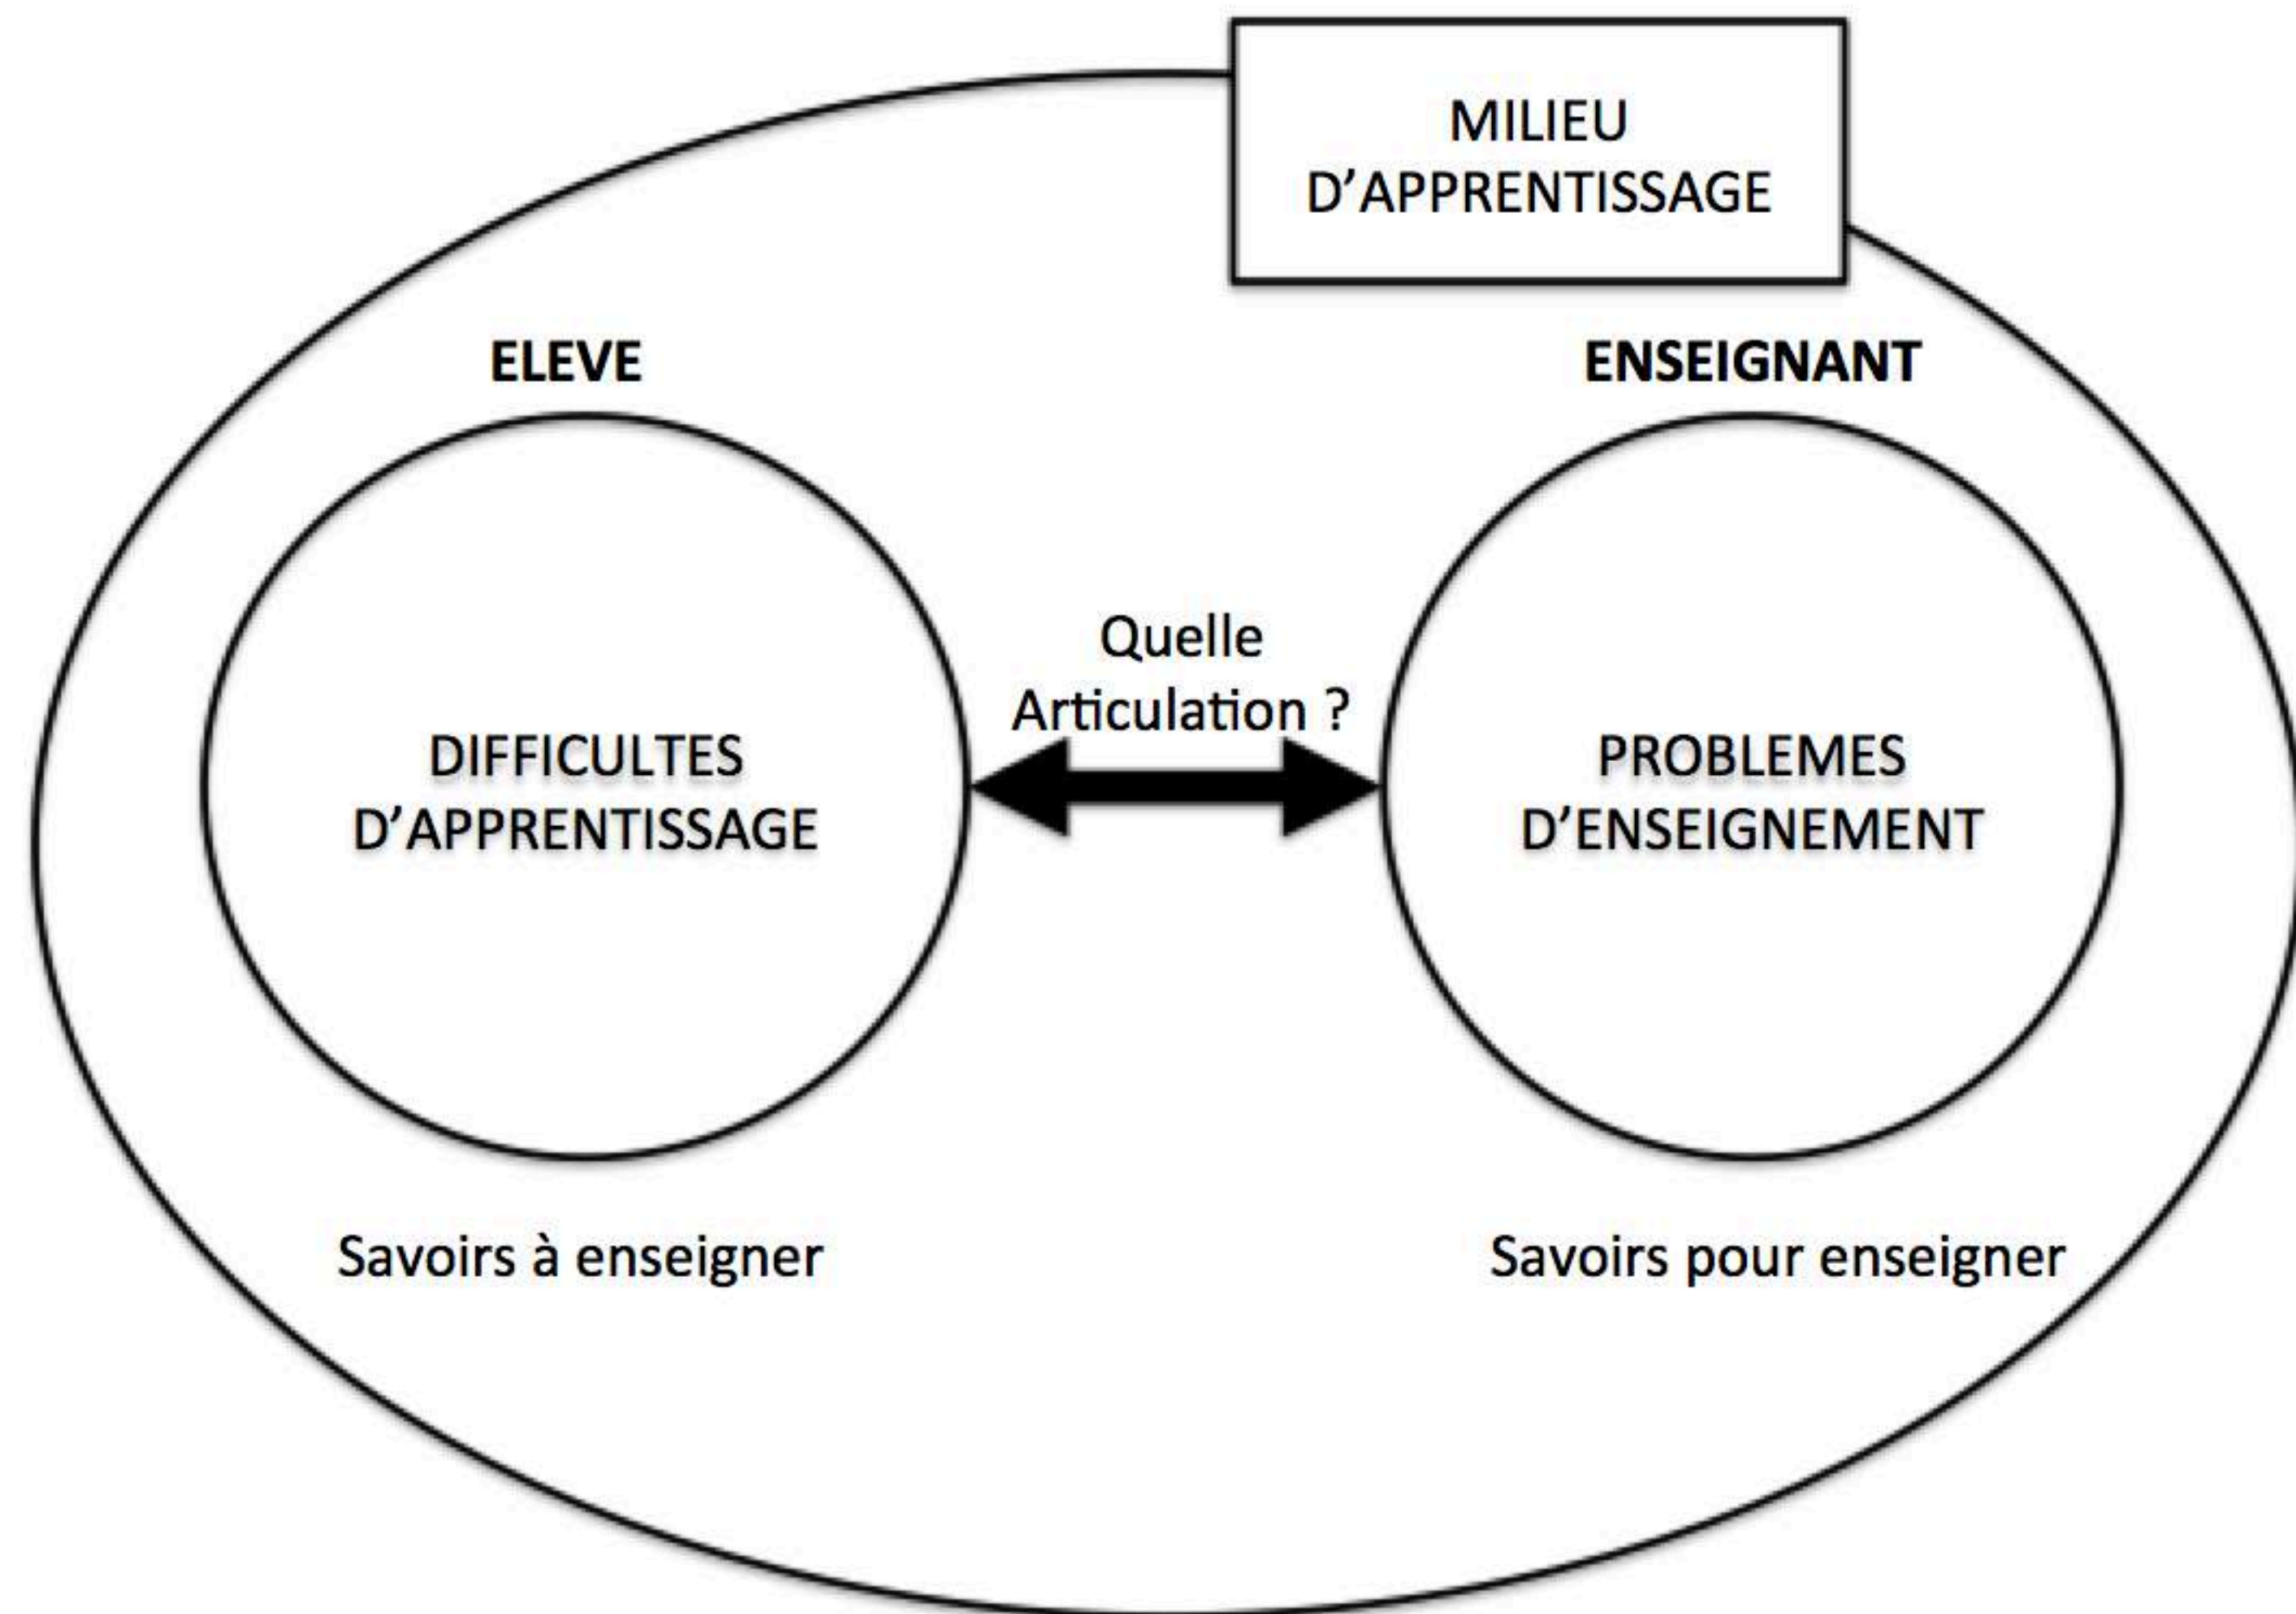 MILIEU
D’APPRENTISSAGE
ELEVE
ENSEIGNANT
Quelle
Articulation ?
DIFFICULTES
D’APPRENTISSAGE
PROBLEMES
D’ENSEIGNEMENT
Savoirs à enseigner
Savoirs pour enseigner